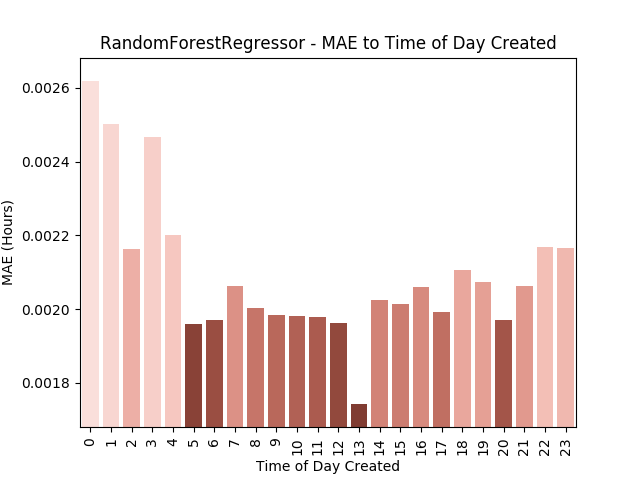 RandomForestRegressor - MAE to Time of Day Created
MAE (Hours)
0.0026
0.0024
0.0022
0.0020
0.0018
0 1 2 3 4 5 6 7 8 9 10 11 12 13 14 15 16 17 18 19 20 21 22 23
Time of Day Created